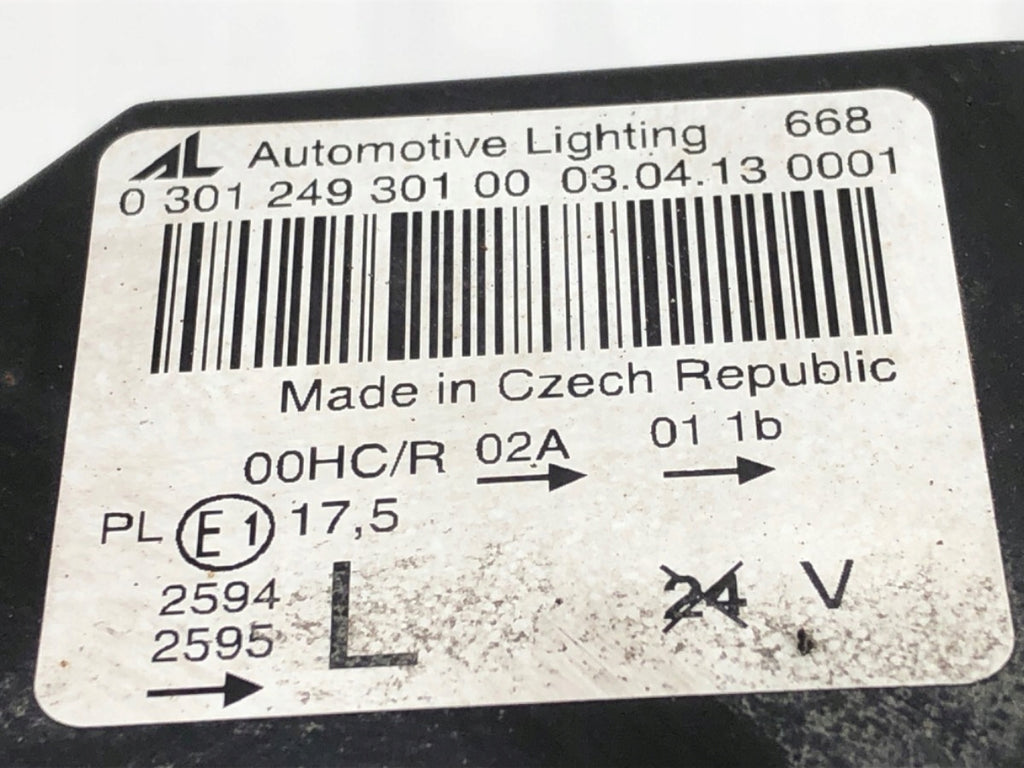 AL Automotive Lighting 668
0 301 249 301 00 03.04.13 0001
Made in Czech Republic
00HC/R 02A 01 1b
PL E1 17,5
2594
2595
L 24 V